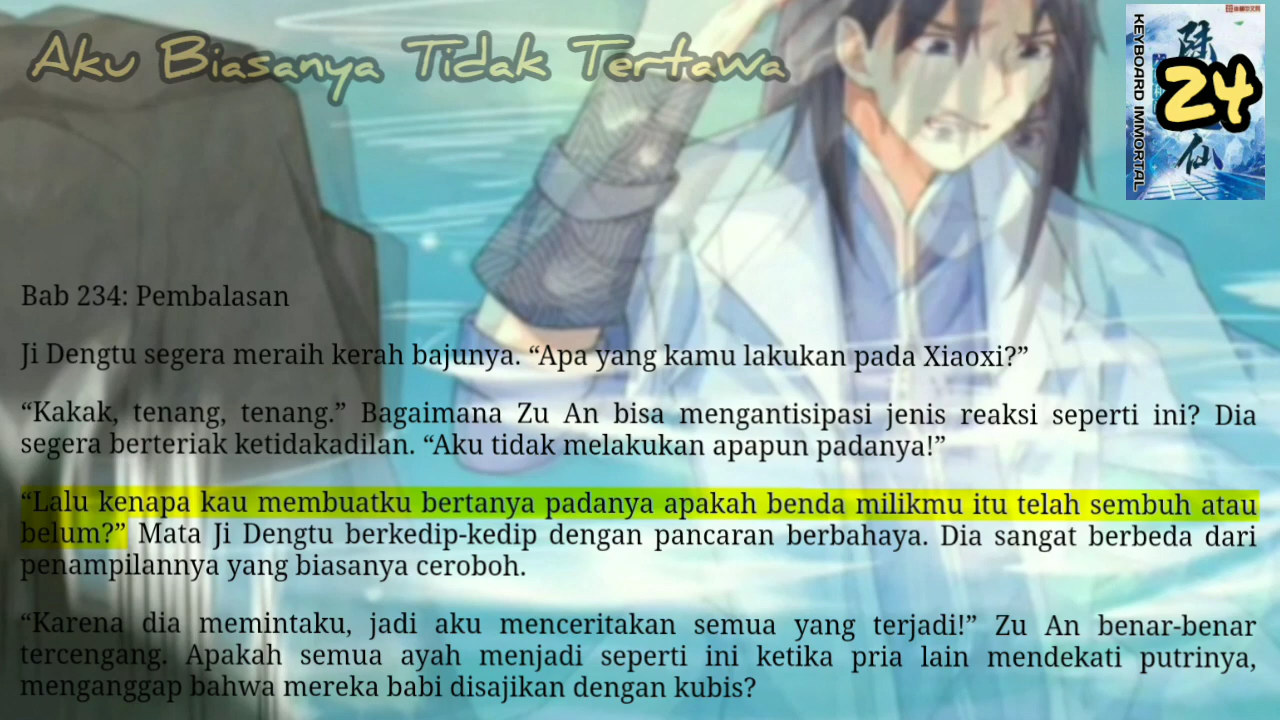 Aku Biasanya Tidak Tertawa
KEYBOARD IMMORTAL
24
仙
Bab 234: Pembalasan
Ji Dengtu segera meraih kerah bajunya. “Apa yang kamu lakukan pada Xiaoxi?”
“Kakak, tenang, tenang.” Bagaimana Zu An bisa mengantisipasi jenis reaksi seperti ini? Dia
segera berteriak ketidakadilan. “Aku tidak melakukan apapun padanya!”
“Lalu kenapa kau membuatku bertanya padanya apakah benda milikmu itu telah sembuh atau
belum?” Mata Ji Dengtu berkedip-kedip dengan pancaran berbahaya. Dia sangat berbeda dari
penampilannya yang biasanya ceroboh.
“Karena dia memintaku, jadi aku menceritakan semua yang terjadi!” Zu An benar-benar
tercengang. Apakah semua ayah menjadi seperti ini ketika pria lain mendekati putrinya,
menganggap bahwa mereka babi disajikan dengan kubis?